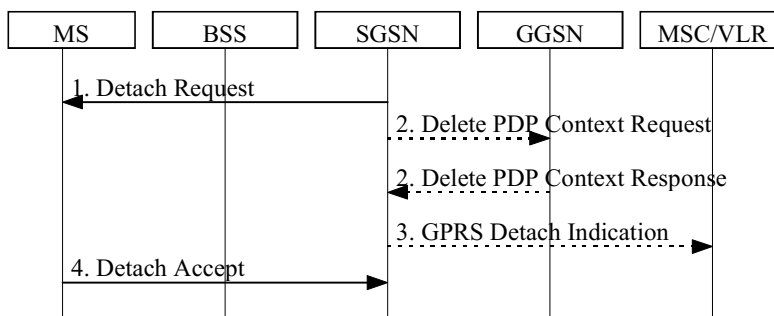 MS BSS SGSN GGSN MSC/VLR
1. Detach Request
2. Delete PDP Context Request
2. Delete PDP Context Response
3. GPRS Detach Indication
4. Detach Accept